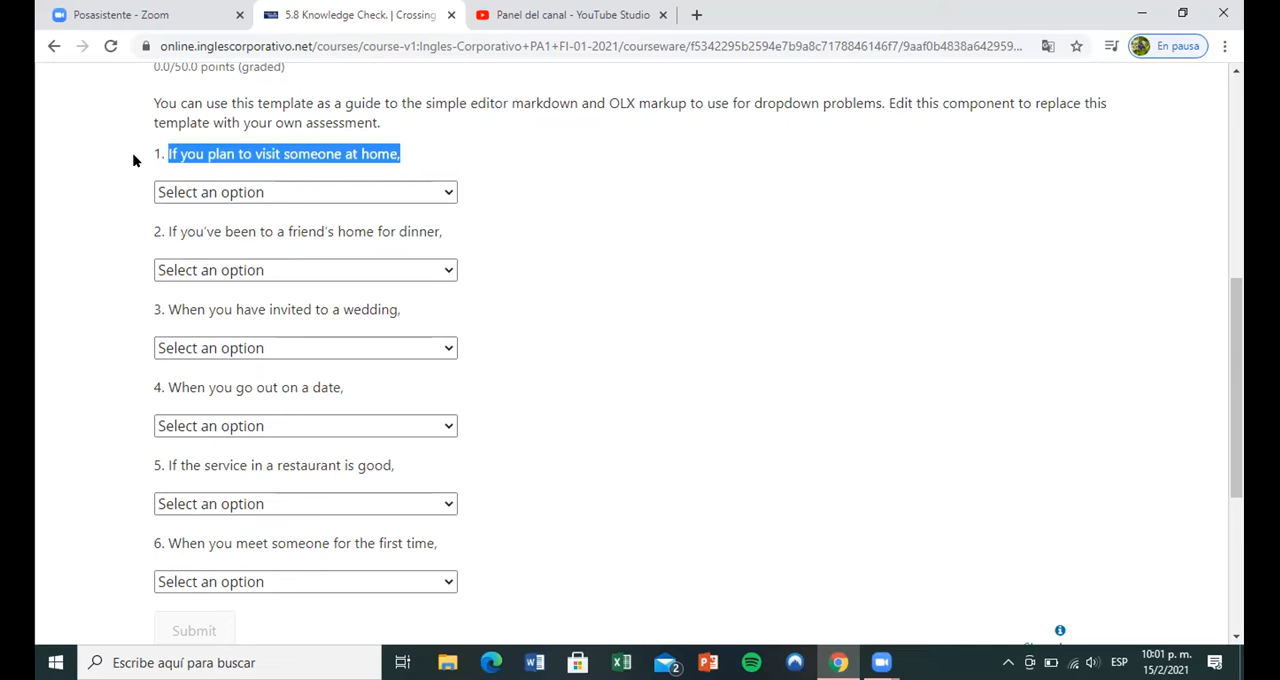 Posasistente - Zoom
5.8 Knowledge Check. | Crossing
Panel del canal - YouTube Studio
online.inglescorporativo.net/courses/course-v1:Ingles-Corporativo+PA1+FI-01-2021/courseware/f5342295b2594e7b9a8c7178846146f7/9aaf0b4838a642959...
En pausa
0.0/50.0 points (graded)
You can use this template as a guide to the simple editor markdown and OLX markup to use for dropdown problems. Edit this component to replace this
template with your own assessment.
1. If you plan to visit someone at home,
Select an option
2. If you've been to a friend's home for dinner,
Select an option
3. When you have invited to a wedding,
Select an option
4. When you go out on a date,
Select an option
5. If the service in a restaurant is good,
Select an option
6. When you meet someone for the first time,
Select an option
Submit
Escribe aquí para buscar
2
ESP
10:01 p. m.
15/2/2021